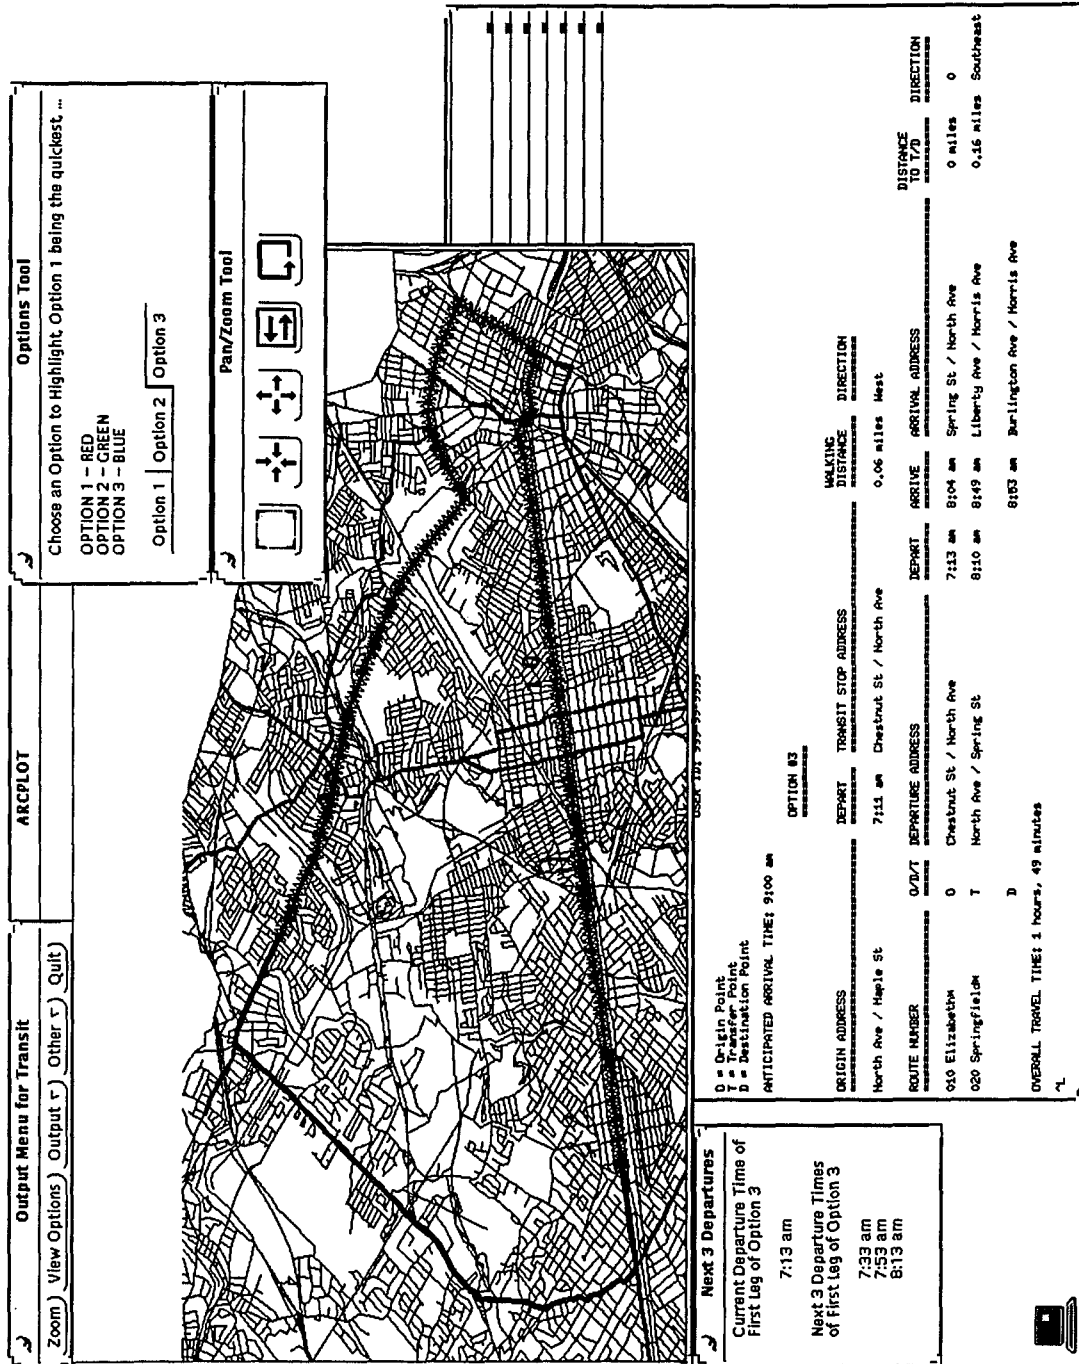 Output Menu for Transit
Zoom ) View Options ) Output ▿ ) Other ▿ ) Quit )
ARCPLOT
Options Tool
Choose an Option to Highlight, Option 1 being the quickest, ...
OPTION 1 – RED
OPTION 2 – GREEN
OPTION 3 – BLUE
Option 1 Option 2 Option 3
Pan/Zoom Tool
Next 3 Departures
Current Departure Time of
First Leg of Option 3
7:13 am
Next 3 Departure Times
of First Leg of Option 3
7:33 am
7:53 am
8:13 am
USER ID: 999-99-9999
O = Origin Point
T = Transfer Point
D = Destination Point
ANTICIPATED ARRIVAL TIME: 9:00 am
OPTION #3
ORIGIN ADDRESS DEPART TRANSIT STOP ADDRESS WALKING DISTANCE DIRECTION
North Ave / Maple St 7:11 am Chestnut St / North Ave 0.06 miles West
ROUTE NUMBER O/D/T DEPARTURE ADDRESS DEPART ARRIVE ARRIVAL ADDRESS DISTANCE TO T/D DIRECTION
010 Elizabeth* O Chestnut St / North Ave 7:13 am 8:04 am Spring St / North Ave 0 miles 0
020 Springfield* T North Ave / Spring St 8:10 am 8:49 am Liberty Ave / Morris Ave 0.16 miles Southeast
D 8:53 am Burlington Ave / Morris Ave
OVERALL TRAVEL TIME: 1 hours, 49 minutes
^L